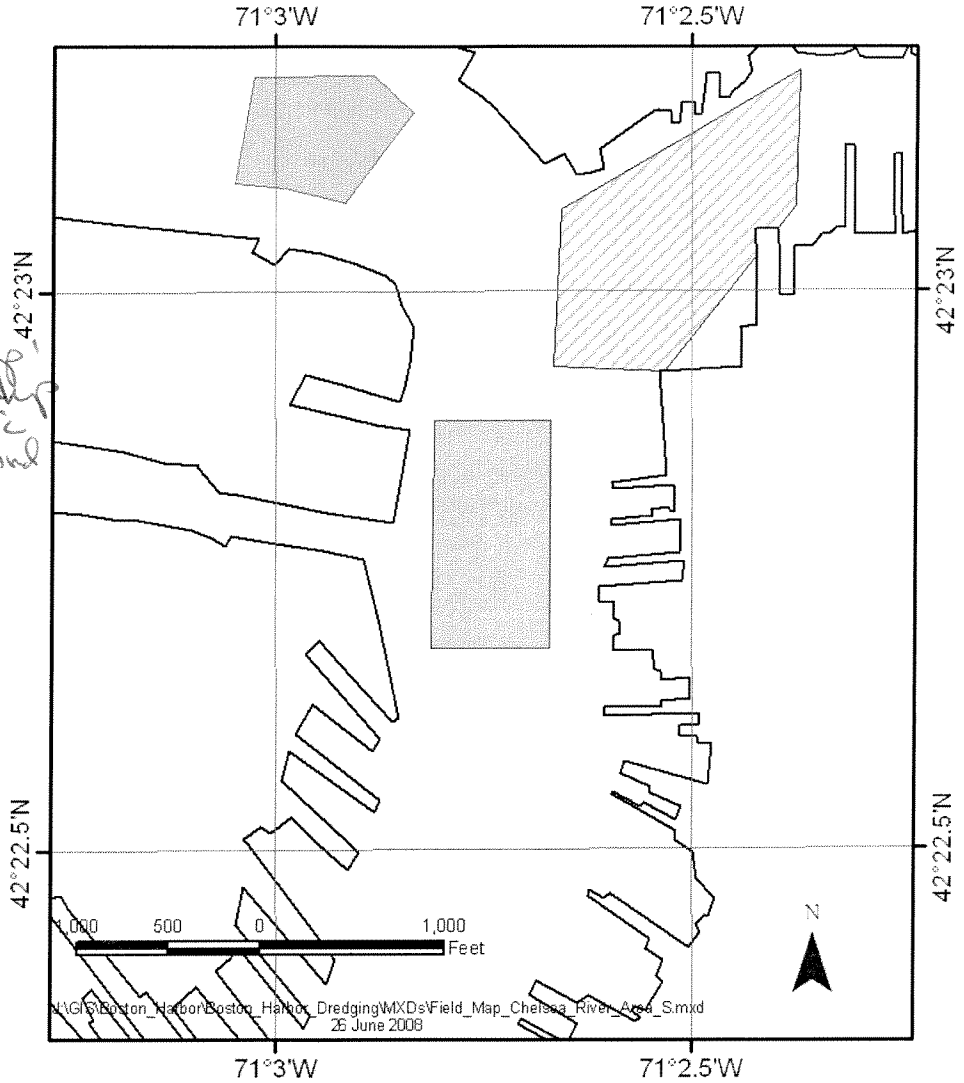 71°3'W 71°2.5'W
42°23'N 42°23'N
42°22.5'N 42°22.5'N
N
1,000 500 0 1,000
Feet
J:\GIS\Boston_Harbor\Boston_Harbor_Dredging\MXDs\Field_Map_Chelsea_River_Area_S.mxd
26 June 2008
71°3'W 71°2.5'W